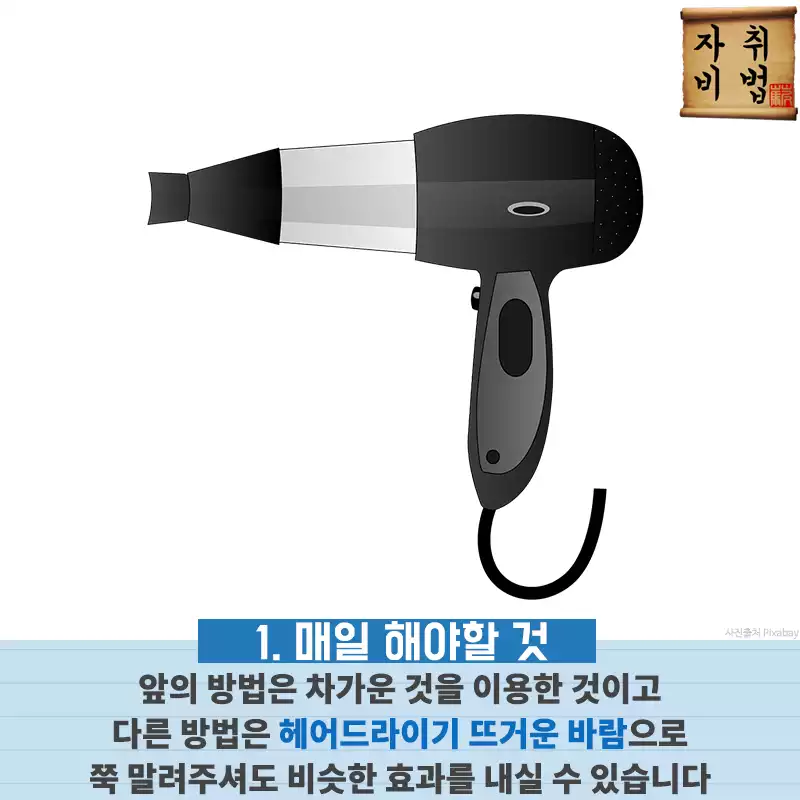 자취
비법
사진출처 Pixabay
1. 매일 해야할 것
앞의 방법은 차가운 것을 이용한 것이고
다른 방법은 헤어드라이기 뜨거운 바람으로
쭉 말려주셔도 비슷한 효과를 내실 수 있습니다